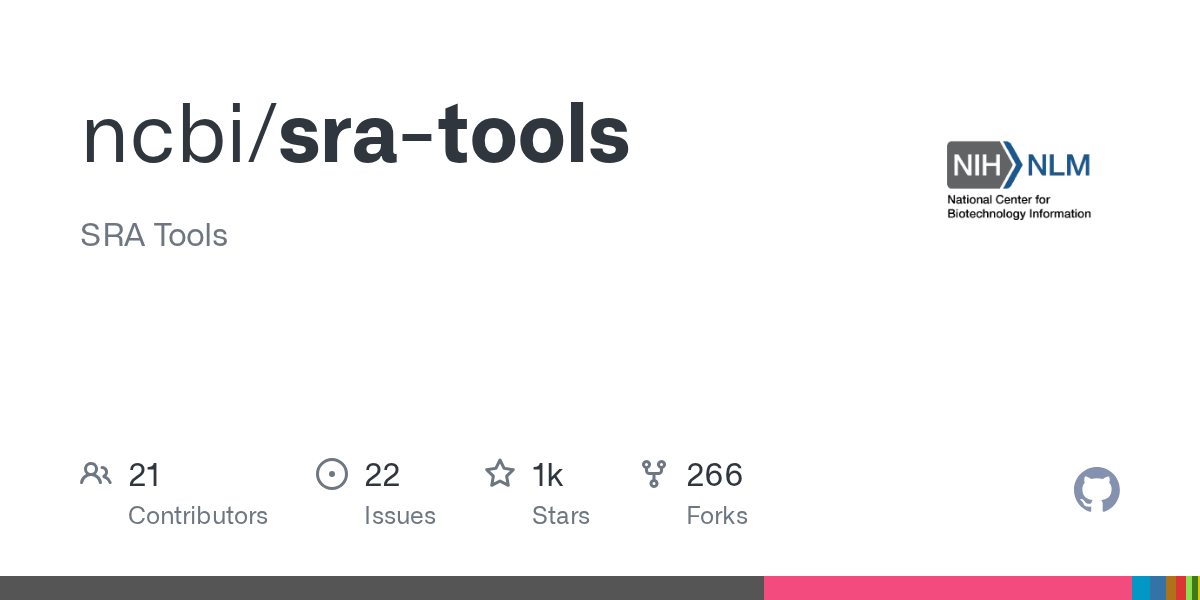 ncbi/sra-tools
SRA Tools
NIH NLM
National Center for
Biotechnology Information
21
Contributors
22
Issues
1k
Stars
266
Forks